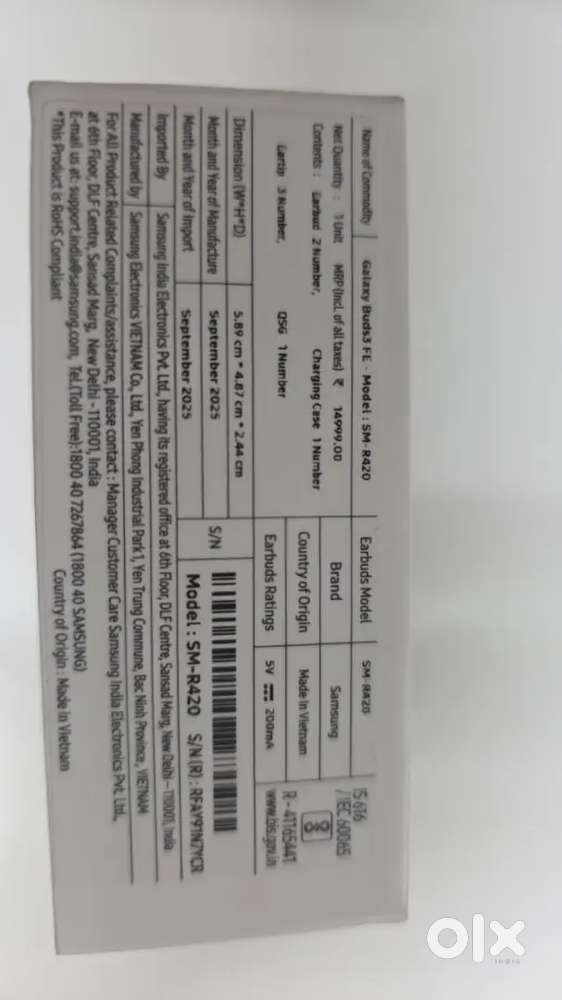 Name of Commodity Galaxy Buds3 FE - Model : SM-R420 Earbuds Model SM-R420
Net Quantity : 1 Unit MRP (Incl. of all taxes) ₹ 14999.00 Brand Samsung
Contents : Earbud 2 Number, Charging Case 1 Number Country of Origin Made In Vietnam
Eartip 3 Number, QSG 1 Number Earbuds Ratings 5V 200mA
IS 616
/ IEC 60065
R - 41165441
www.bis.gov.in
Dimension (W*H*D) 5.89 cm * 4.87 cm * 2.44 cm
Month and Year of Manufacture September 2025 S/N
Month and Year of Import September 2025 Model : SM-R420 S/N (R) : RFAY91N7YCR
Imported By Samsung India Electronics Pvt. Ltd., having its registered office at 6th Floor, DLF Centre, Sansad Marg, New Delhi – 110001, India
Manufactured by Samsung Electronics VIETNAM Co., Ltd., Yen Phong Industrial Park 1, Yen Trung Commune, Bac Ninh Province, VIETNAM
For All Product Related Complaints/assistance, please contact : Manager Customer Care Samsung India Electronics Pvt. Ltd.,
at 6th Floor, DLF Centre, Sansad Marg, New Delhi - 110001, India
E-mail us at: support.india@samsung.com, Tel.(Toll Free):1800 40 7267864 (1800 40 SAMSUNG)
*This Product is RoHS Compliant Country of Origin : Made in Vietnam
olx
INDIA